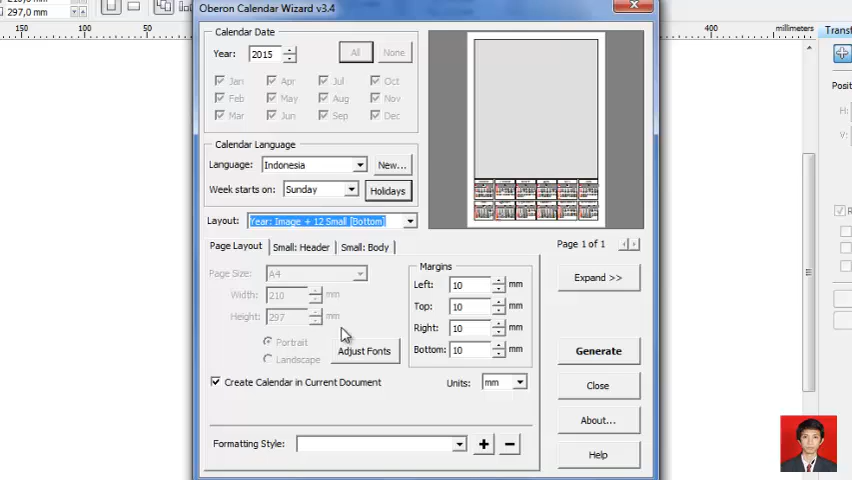 297,0 mm
Oberon Calendar Wizard v3.4
150 100 50 400 millimeters
Transf
Calendar Date
Year: 2015 All None
Jan Apr Jul Oct
Feb May Aug Nov
Mar Jun Sep Dec
Calendar Language
Language: Indonesia New...
Week starts on: Sunday Holidays
Layout: Year: Image + 12 Small [Bottom]
Page Layout Small: Header Small: Body
Page 1 of 1
Page Size: A4
Width: 210 mm
Height: 297 mm
Portrait
Landscape
Adjust Fonts
Margins
Left: 10 mm
Top: 10 mm
Right: 10 mm
Bottom: 10 mm
Create Calendar in Current Document
Units: mm
Formatting Style:
Expand >>
Generate
Close
About...
Help
Posit
H:
V:
R